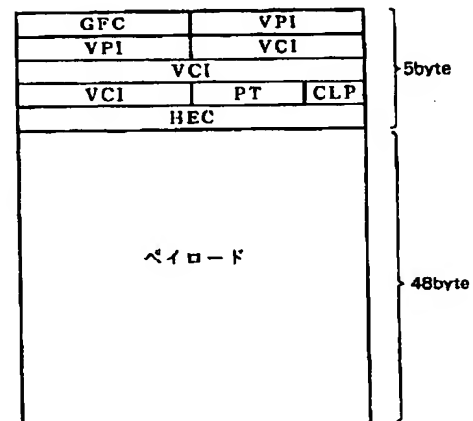 GFC VPI
VPI VCI
VCI
VCI PT CLP
HEC
5byte
ペイロード
48byte